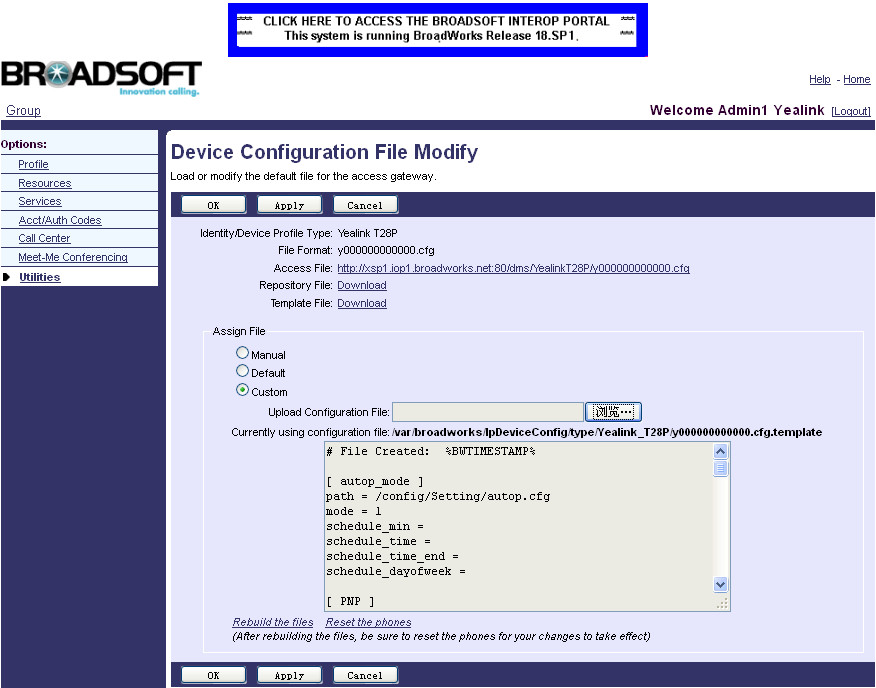 **** CLICK HERE TO ACCESS THE BROADSOFT INTEROP PORTAL ****
**** This system is running BroadWorks Release 18.SP1. ****
BROADSOFT
Innovation calling.
Help - Home
Group
Welcome Admin1 Yealink [Logout]
Options:
Profile
Resources
Services
Acct/Auth Codes
Call Center
Meet-Me Conferencing
Utilities
Device Configuration File Modify
Load or modify the default file for the access gateway.
OK Apply Cancel
Identity/Device Profile Type: Yealink T28P
File Format: y000000000000.cfg
Access File: http://xsp1.iop1.broadworks.net:80/dms/YealinkT28P/y000000000000.cfg
Repository File: Download
Template File: Download
Assign File
Manual
Default
Custom
Upload Configuration File: 浏览...
Currently using configuration file: /var/broadworks/IpDeviceConfig/type/Yealink_T28P/y000000000000.cfg.template
# File Created: %BWTIMESTAMP%
[ autop_mode ]
path = /config/Setting/autop.cfg
mode = 1
schedule_min =
schedule_time =
schedule_time_end =
schedule_dayofweek =
[ PNP ]
Rebuild the files Reset the phones
(After rebuilding the files, be sure to reset the phones for your changes to take effect)
OK Apply Cancel